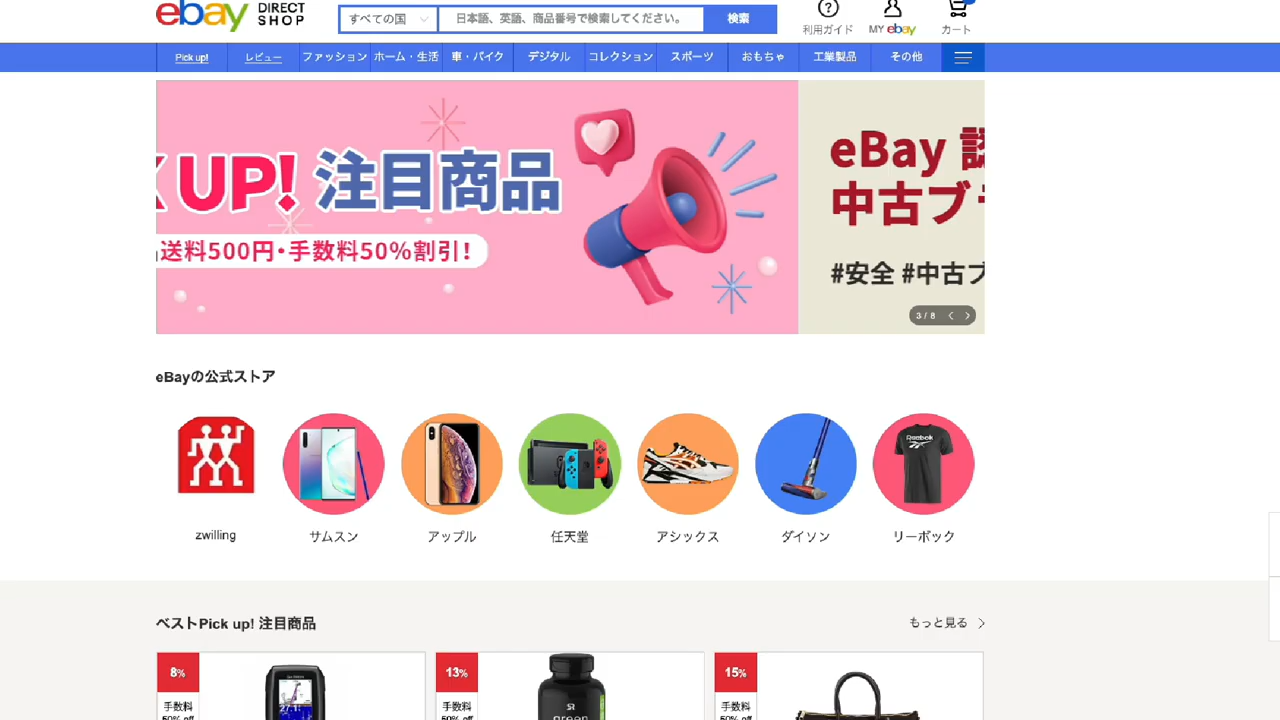 ebay DIRECT SHOP
すべての国
日本語、英語、商品番号で検索してください。
検索
利用ガイド
MY ebay
カート
Pick up!
レビュー
ファッション
ホーム・生活
車・バイク
デジタル
コレクション
スポーツ
おもちゃ
工業製品
その他
UP! 注目商品
送料500円・手数料50%割引！
eBay 認
中古ブ
#安全 #中古ブ
3 / 8
eBayの公式ストア
Reebok
zwilling
サムスン
アップル
任天堂
アシックス
ダイソン
リーボック
ベストPick up! 注目商品
もっと見る
8%
手数料
50% off
13%
手数料
50% off
SR
green
15%
手数料
50% off